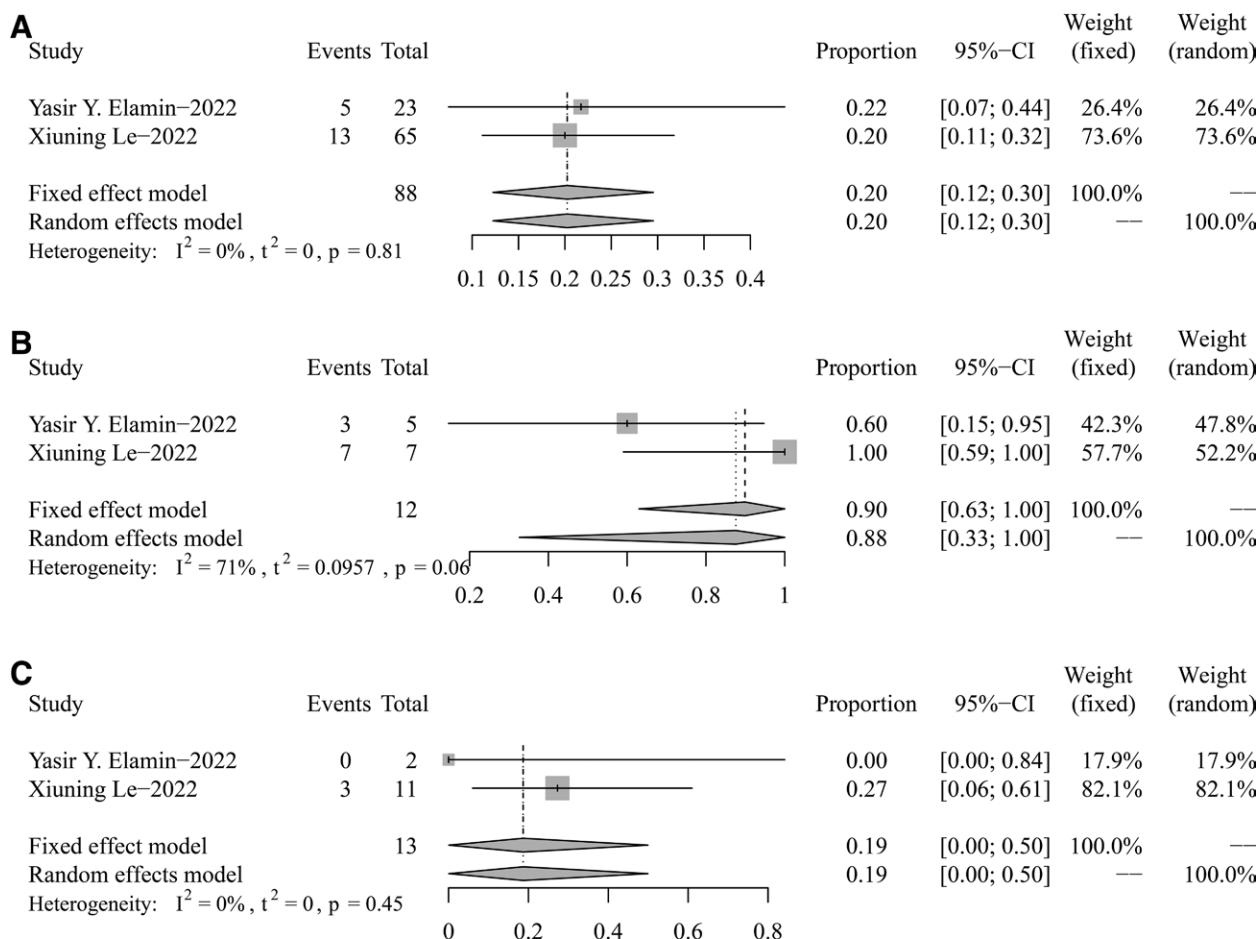 A
Study Events Total Proportion 95%−CI Weight (fixed) Weight (random)
Yasir Y. Elamin−2022 5 23 0.22 [0.07; 0.44] 26.4% 26.4%
Xiuning Le−2022 13 65 0.20 [0.11; 0.32] 73.6% 73.6%
Fixed effect model 88 0.20 [0.12; 0.30] 100.0% −−
Random effects model 0.20 [0.12; 0.30] −− 100.0%
Heterogeneity: I² = 0%, t² = 0, p = 0.81
0.1 0.15 0.2 0.25 0.3 0.35 0.4
B
Study Events Total Proportion 95%−CI Weight (fixed) Weight (random)
Yasir Y. Elamin−2022 3 5 0.60 [0.15; 0.95] 42.3% 47.8%
Xiuning Le−2022 7 7 1.00 [0.59; 1.00] 57.7% 52.2%
Fixed effect model 12 0.90 [0.63; 1.00] 100.0% −−
Random effects model 0.88 [0.33; 1.00] −− 100.0%
Heterogeneity: I² = 71%, t² = 0.0957, p = 0.06
0.2 0.4 0.6 0.8 1
C
Study Events Total Proportion 95%−CI Weight (fixed) Weight (random)
Yasir Y. Elamin−2022 0 2 0.00 [0.00; 0.84] 17.9% 17.9%
Xiuning Le−2022 3 11 0.27 [0.06; 0.61] 82.1% 82.1%
Fixed effect model 13 0.19 [0.00; 0.50] 100.0% −−
Random effects model 0.19 [0.00; 0.50] −− 100.0%
Heterogeneity: I² = 0%, t² = 0, p = 0.45
0 0.2 0.4 0.6 0.8